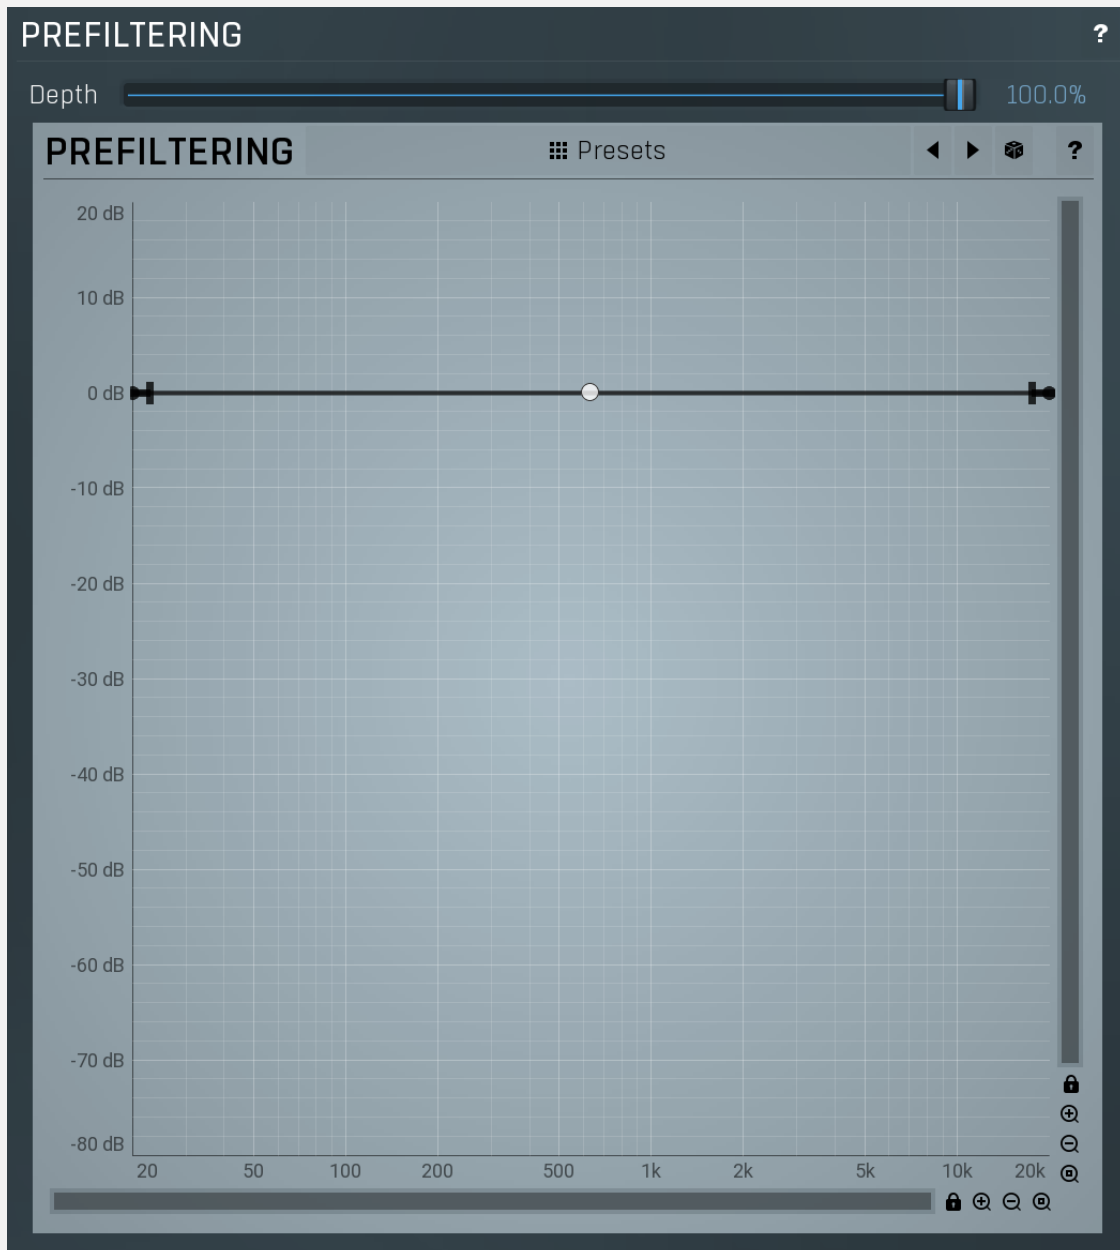 PREFILTERING ?
Depth 100.0%
PREFILTERING Presets ?
20 dB
10 dB
0 dB
-10 dB
-20 dB
-30 dB
-40 dB
-50 dB
-60 dB
-70 dB
-80 dB
20 50 100 200 500 1k 2k 5k 10k 20k